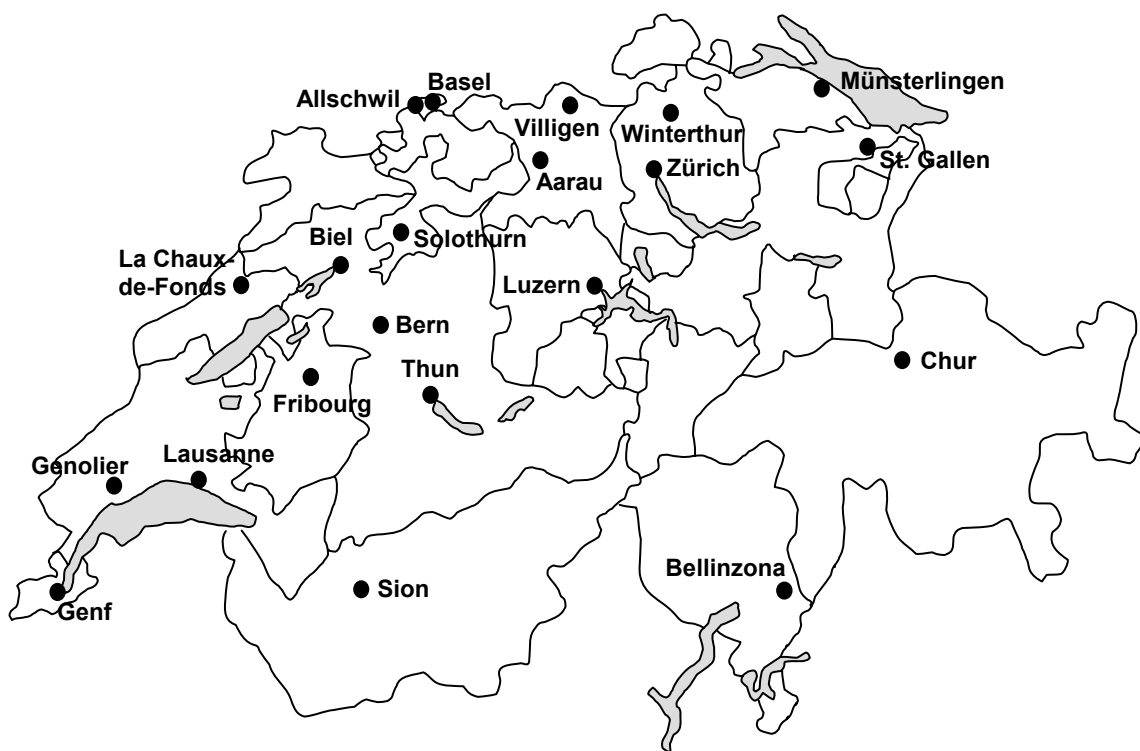 Basel
Allschwil
Münsterlingen
Villigen
Winterthur
St. Gallen
Aarau
Zürich
Biel
Solothurn
La Chaux-
de-Fonds
Luzern
Bern
Chur
Thun
Fribourg
Lausanne
Genolier
Bellinzona
Sion
Genf